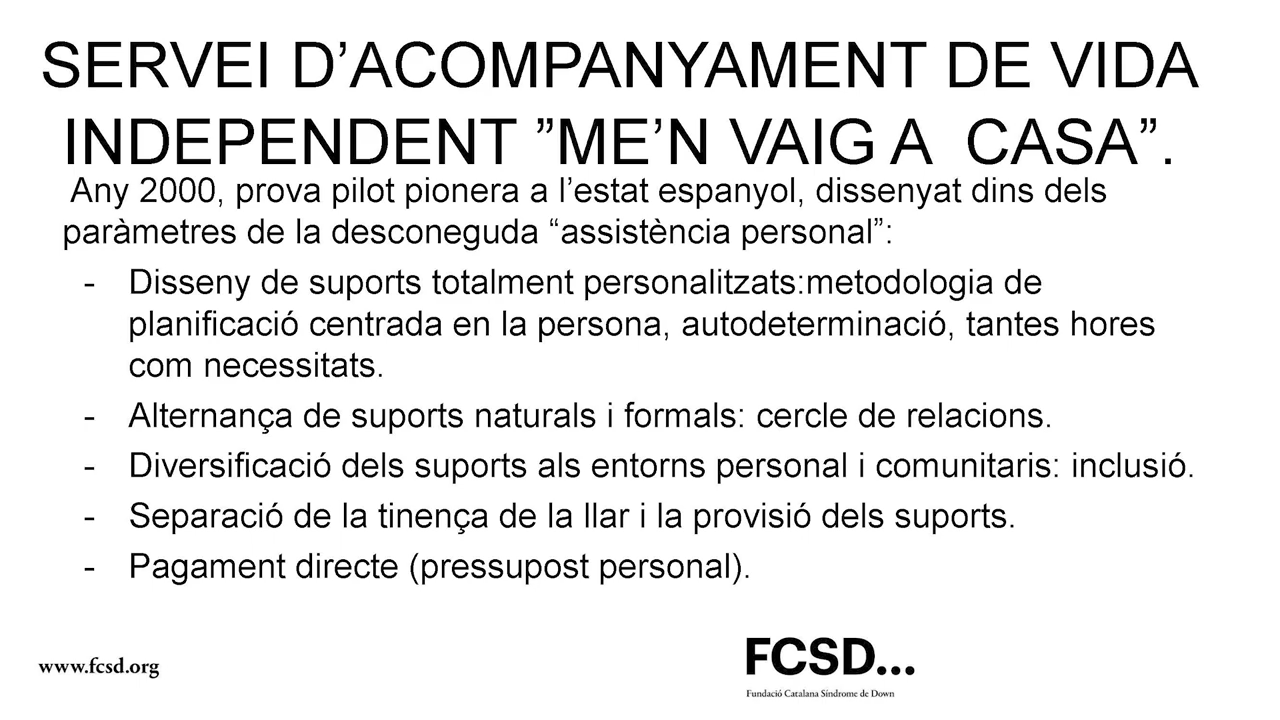 SERVEI D’ACOMPANYAMENT DE VIDA
INDEPENDENT ”ME’N VAIG A  CASA”.
Any 2000, prova pilot pionera a l’estat espanyol, dissenyat dins dels
paràmetres de la desconeguda “assistència personal”:
- Disseny de suports totalment personalitzats:metodologia de
planificació centrada en la persona, autodeterminació, tantes hores
com necessitats.
- Alternança de suports naturals i formals: cercle de relacions.
- Diversificació dels suports als entorns personal i comunitaris: inclusió.
- Separació de la tinença de la llar i la provisió dels suports.
- Pagament directe (pressupost personal).
www.fcsd.org
FCSD...
Fundació Catalana Síndrome de Down